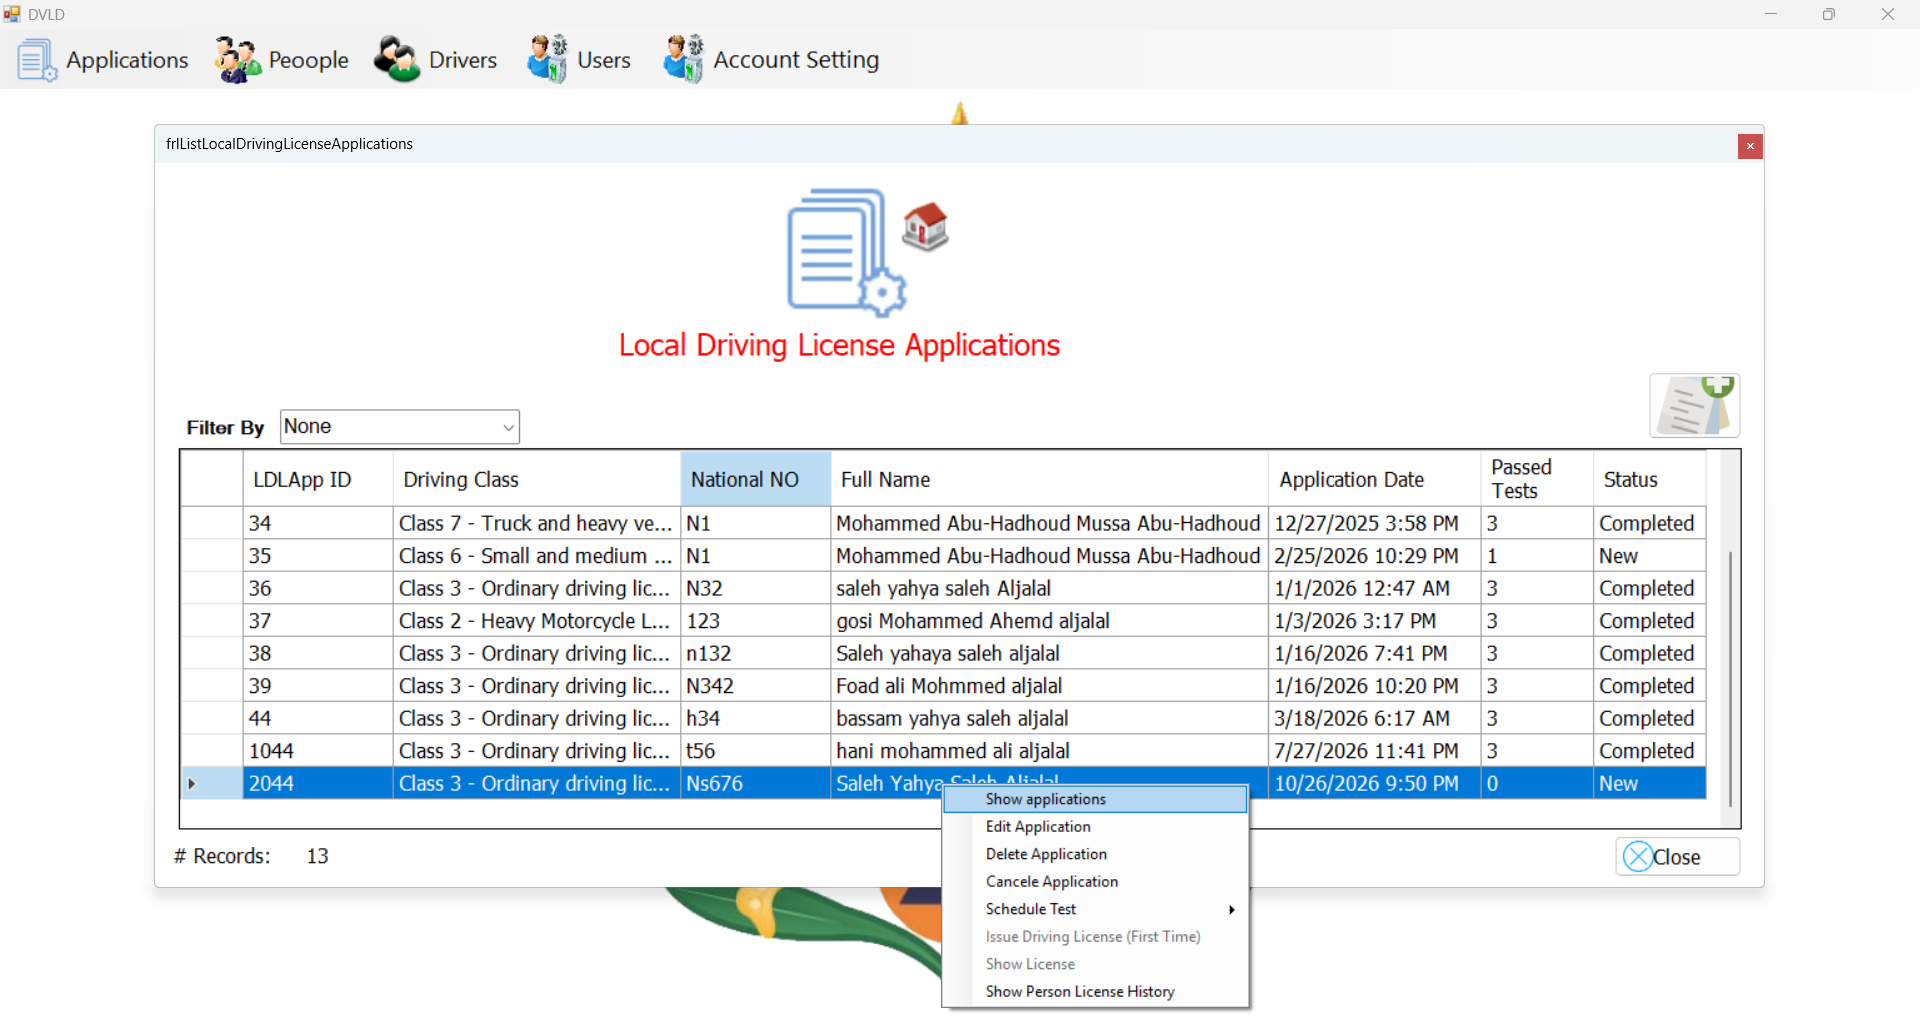 DVLD
Applications Peoople Drivers Users Account Setting
frlListLocalDrivingLicenseApplications
Local Driving License Applications
Filter By None
LDLApp ID Driving Class National NO Full Name Application Date Passed Tests Status
34 Class 7 - Truck and heavy ve... N1 Mohammed Abu-Hadhoud Mussa Abu-Hadhoud 12/27/2025 3:58 PM 3 Completed
35 Class 6 - Small and medium ... N1 Mohammed Abu-Hadhoud Mussa Abu-Hadhoud 2/25/2026 10:29 PM 1 New
36 Class 3 - Ordinary driving lic... N32 saleh yahya saleh Aljalal 1/1/2026 12:47 AM 3 Completed
37 Class 2 - Heavy Motorcycle L... 123 gosi Mohammed Ahemd aljalal 1/3/2026 3:17 PM 3 Completed
38 Class 3 - Ordinary driving lic... n132 Saleh yahaya saleh aljalal 1/16/2026 7:41 PM 3 Completed
39 Class 3 - Ordinary driving lic... N342 Foad ali Mohmmed aljalal 1/16/2026 10:20 PM 3 Completed
44 Class 3 - Ordinary driving lic... h34 bassam yahya saleh aljalal 3/18/2026 6:17 AM 3 Completed
1044 Class 3 - Ordinary driving lic... t56 hani mohammed ali aljalal 7/27/2026 11:41 PM 3 Completed
2044 Class 3 - Ordinary driving lic... Ns676 Saleh Yahya Saleh Aljalal 10/26/2026 9:50 PM 0 New
Show applications
Edit Application
Delete Application
Cancele Application
Schedule Test
Issue Driving License (First Time)
Show License
Show Person License History
# Records: 13
Close